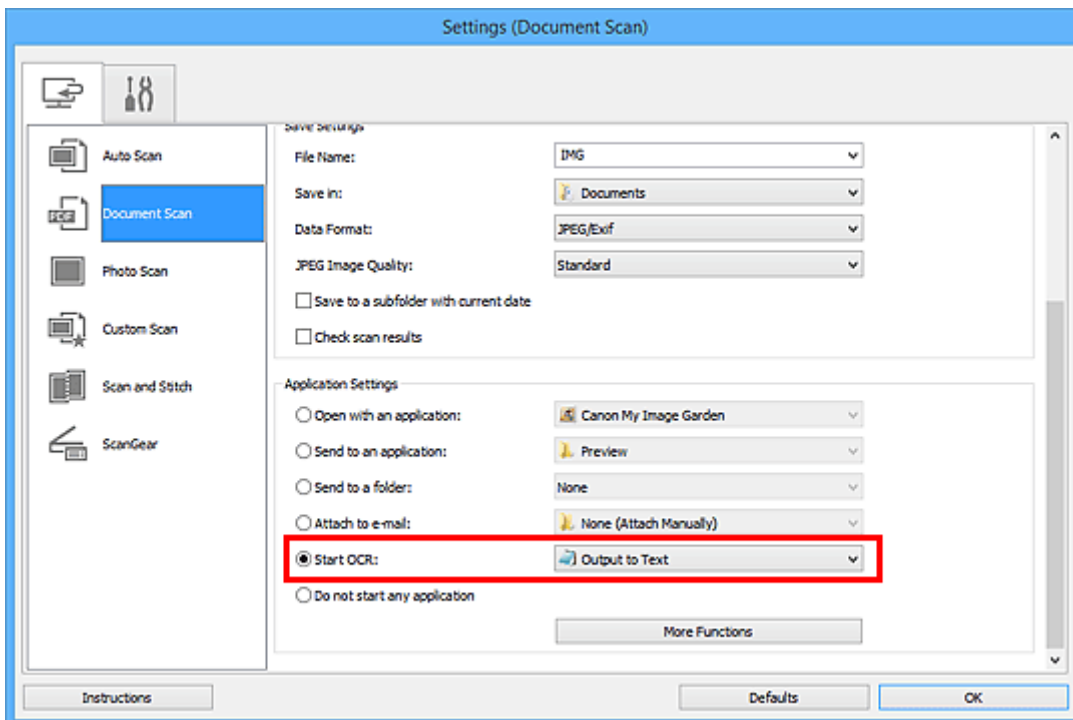 Settings (Document Scan)
Auto Scan
PDF
Document Scan
Photo Scan
Custom Scan
Scan and Stitch
ScanGear
Save Settings
File Name: IMG
Save in: Documents
Data Format: JPEG/Exif
JPEG Image Quality: Standard
Save to a subfolder with current date
Check scan results
Application Settings
Open with an application: Canon My Image Garden
Send to an application: Preview
Send to a folder: None
Attach to e-mail: None (Attach Manually)
Start OCR: Output to Text
Do not start any application
More Functions
Instructions Defaults OK